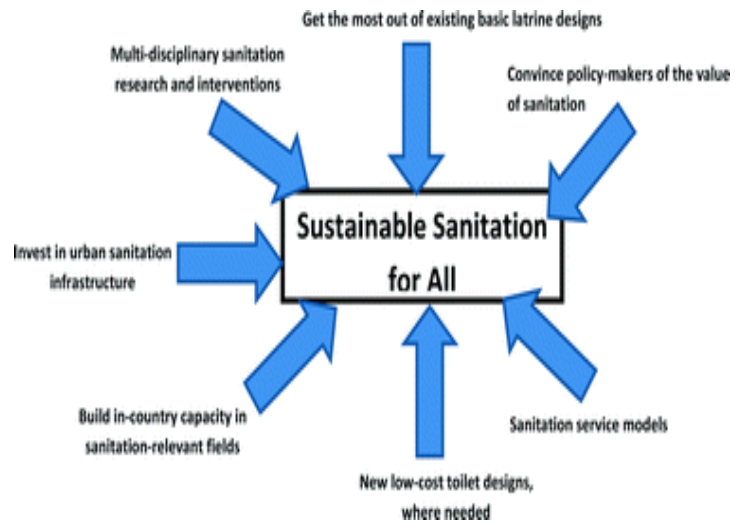 Get the most out of existing basic latrine designs
Multi-disciplinary sanitation
research and interventions
Convince policy-makers of the value
of sanitation
Sustainable Sanitation
for All
Invest in urban sanitation
infrastructure
Build in-country capacity in
sanitation-relevant fields
Sanitation service models
New low-cost toilet designs,
where needed